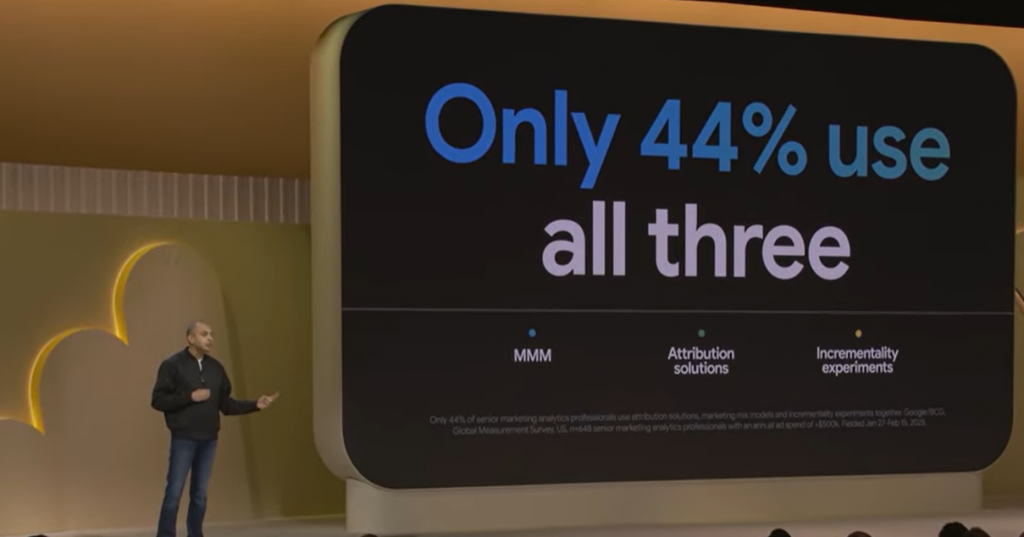 Only 44% use
all three
MMM
Attribution
solutions
Incrementality
experiments
Only 44% of senior marketing analytics professionals use attribution solutions, marketing mix models and incrementality experiments together. Google/BCG,
Global Measurement Survey, US, n=648 senior marketing analytics professionals with an annual ad spend of >$500k. Fielded Jan 27-Feb 15, 2025.